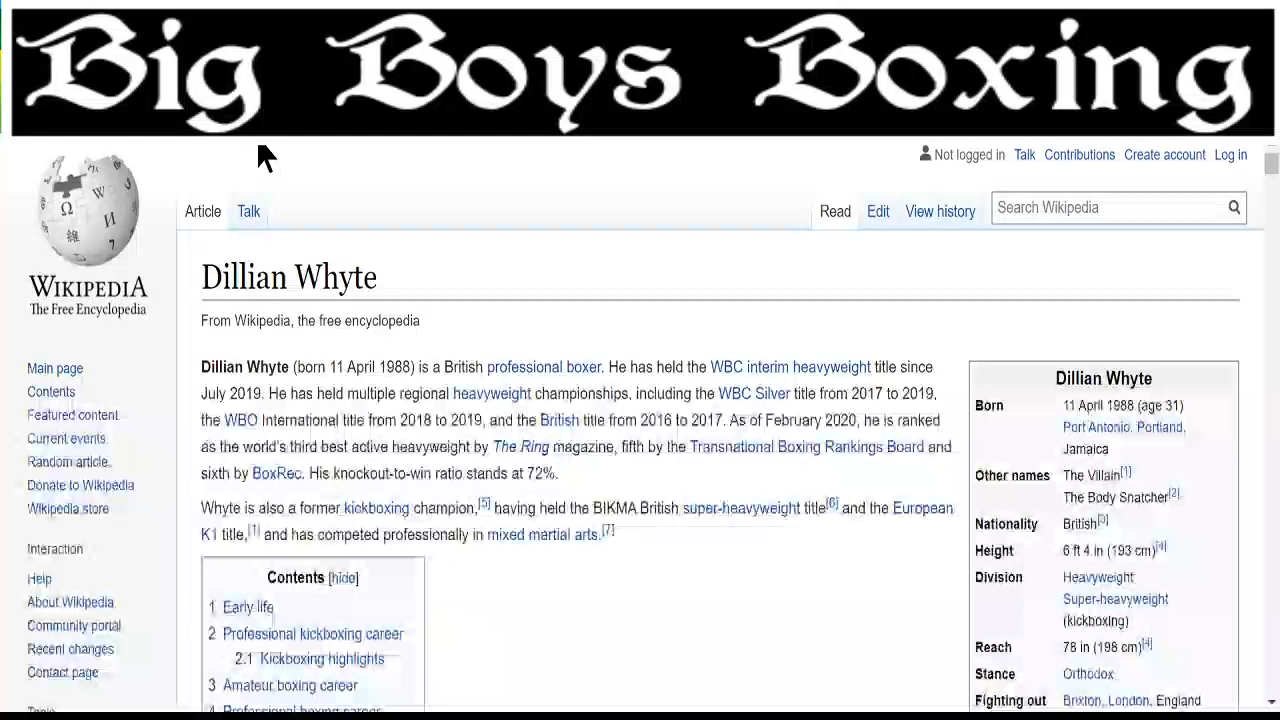 Big Boys Boxing
Not logged in Talk Contributions Create account Log in
Article Talk Read Edit View history Search Wikipedia
WIKIPEDIA
The Free Encyclopedia
Dillian Whyte
From Wikipedia, the free encyclopedia
Main page
Contents
Featured content
Current events
Random article
Donate to Wikipedia
Wikipedia store
Interaction
Help
About Wikipedia
Community portal
Recent changes
Contact page
Tools
Dillian Whyte (born 11 April 1988) is a British professional boxer. He has held the WBC interim heavyweight title since
July 2019. He has held multiple regional heavyweight championships, including the WBC Silver title from 2017 to 2019,
the WBO International title from 2018 to 2019, and the British title from 2016 to 2017. As of February 2020, he is ranked
as the world's third best active heavyweight by The Ring magazine, fifth by the Transnational Boxing Rankings Board and
sixth by BoxRec. His knockout-to-win ratio stands at 72%.
Whyte is also a former kickboxing champion,[5] having held the BIKMA British super-heavyweight title[6] and the European
K1 title,[1] and has competed professionally in mixed martial arts.[7]
Contents [hide]
1 Early life
2 Professional kickboxing career
2.1 Kickboxing highlights
3 Amateur boxing career
4 Professional boxing career
Dillian Whyte
Born 11 April 1988 (age 31)
Port Antonio, Portland,
Jamaica
Other names The Villain[1]
The Body Snatcher[2]
Nationality British[3]
Height 6 ft 4 in (193 cm)[4]
Division Heavyweight
Super-heavyweight
(kickboxing)
Reach 78 in (198 cm)[4]
Stance Orthodox
Fighting out Brixton, London, England